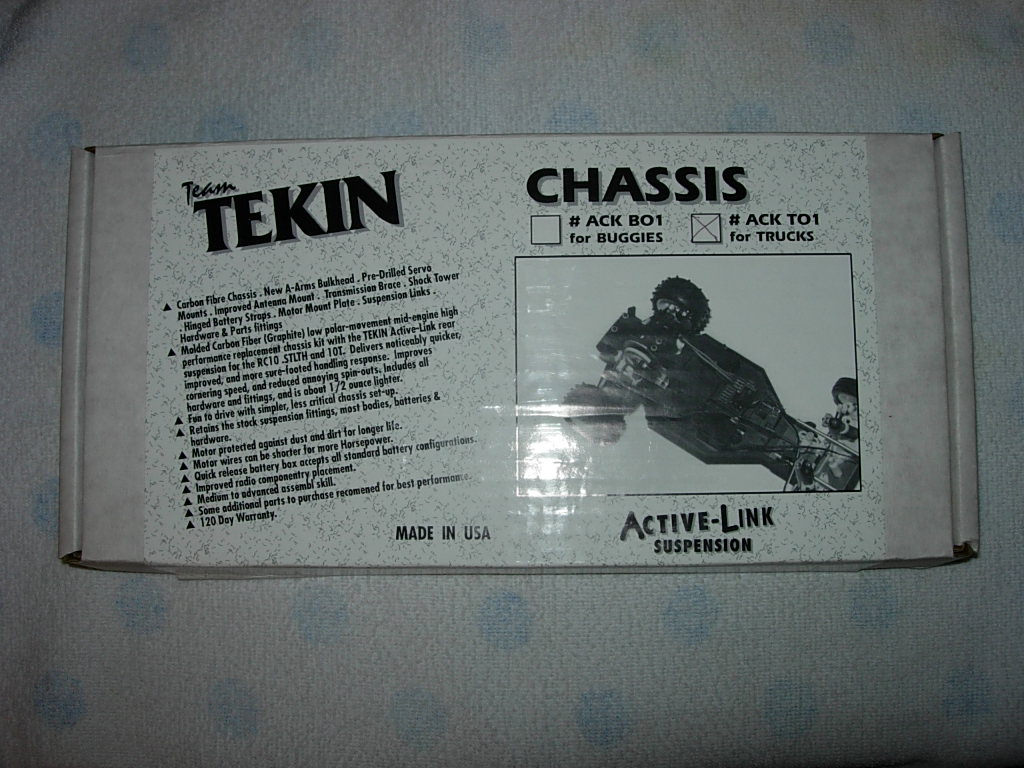 Team
TEKIN
▲ Carbon Fibre Chassis . New A-Arms Bulkhead . Pre-Drilled Servo
Mounts . Improved Antenna Mount . Transmission Brace . Shock Tower
. Hinged Battery Straps . Motor Mount Plate . Suspension Links .
Hardware & Parts fittings
▲ Molded Carbon Fiber (Graphite) low polar-movement mid-engine high
performance replacement chassis kit with the TEKIN Active-Link rear
suspension for the RC10 .STLTH and 10T. Delivers noticeably quicker,
improved, and more sure-footed handling response. Improves
cornering speed, and reduced annoying spin-outs. Includes all
hardware and fittings, and is about 1/2 ounce lighter.
▲ Fun to drive with simpler, less critical chassis set-up.
▲ Retains the stock suspension fittings, most bodies, batteries &
hardware.
▲ Motor protected against dust and dirt for longer life.
▲ Motor wires can be shorter for more Horsepower.
▲ Quick release battery box accepts all standard battery configurations.
▲ Improved radio componentry placement.
▲ Medium to advanced assembl skill.
▲ Some additional parts to purchase recomened for best performance.
▲ 120 Day Warranty.
MADE IN USA
CHASSIS
# ACK BO1
for BUGGIES
# ACK TO1
for TRUCKS
ACTIVE-LINK
SUSPENSION